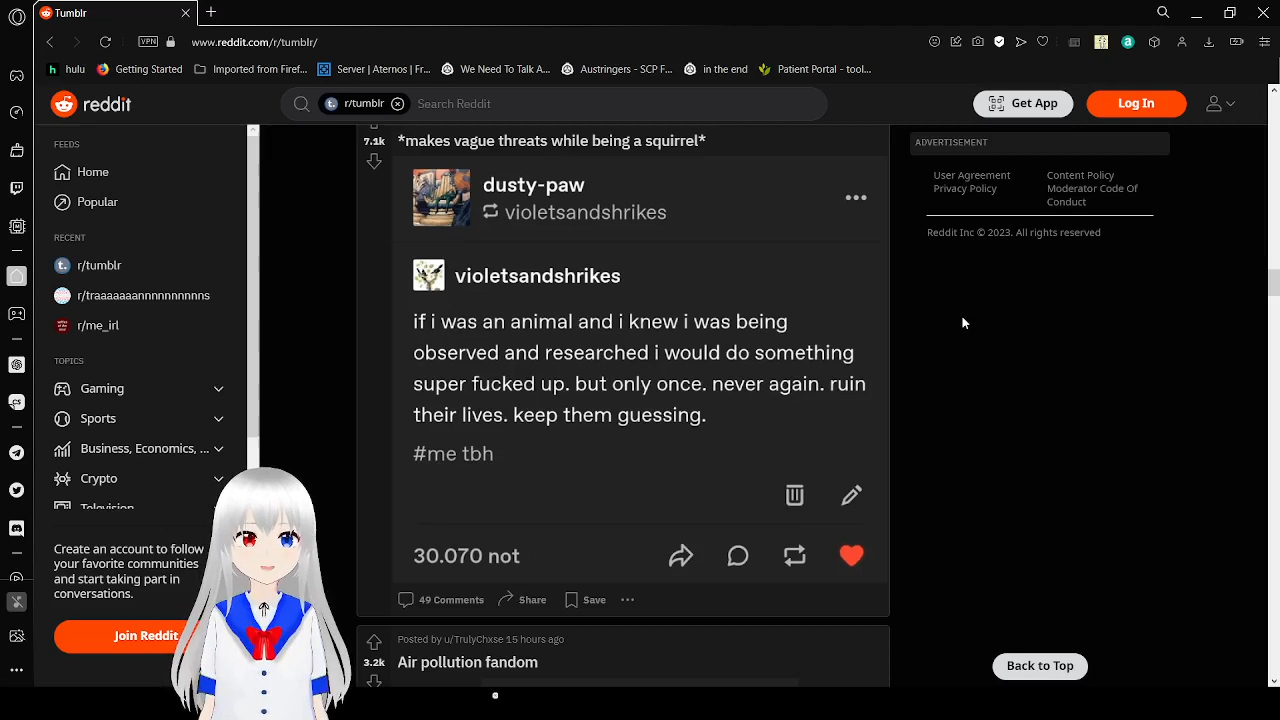 Tumblr
VPN
www.reddit.com/r/tumblr/
hulu
Getting Started
Imported from Firef...
Server | Aternos | Fr...
We Need To Talk A...
Austringers - SCP F...
in the end
Patient Portal - tool...
reddit
r/tumblr
Search Reddit
Get App
Log In
FEEDS
Home
Popular
RECENT
r/tumblr
r/traaaaaaannnnnnnnnns
r/me_irl
TOPICS
Gaming
Sports
Business, Economics, ...
Crypto
Television
Create an account to follow
your favorite communities
and start taking part in
conversations.
Join Reddit
7.1k
*makes vague threats while being a squirrel*
dusty-paw
violetsandshrikes
violetsandshrikes
if i was an animal and i knew i was being
observed and researched i would do something
super fucked up. but only once. never again. ruin
their lives. keep them guessing.
#me tbh
30.070 not
49 Comments
Share
Save
Posted by u/TrulyChxse 15 hours ago
3.2k
Air pollution fandom
ADVERTISEMENT
User Agreement
Privacy Policy
Content Policy
Moderator Code Of
Conduct
Reddit Inc © 2023. All rights reserved
Back to Top